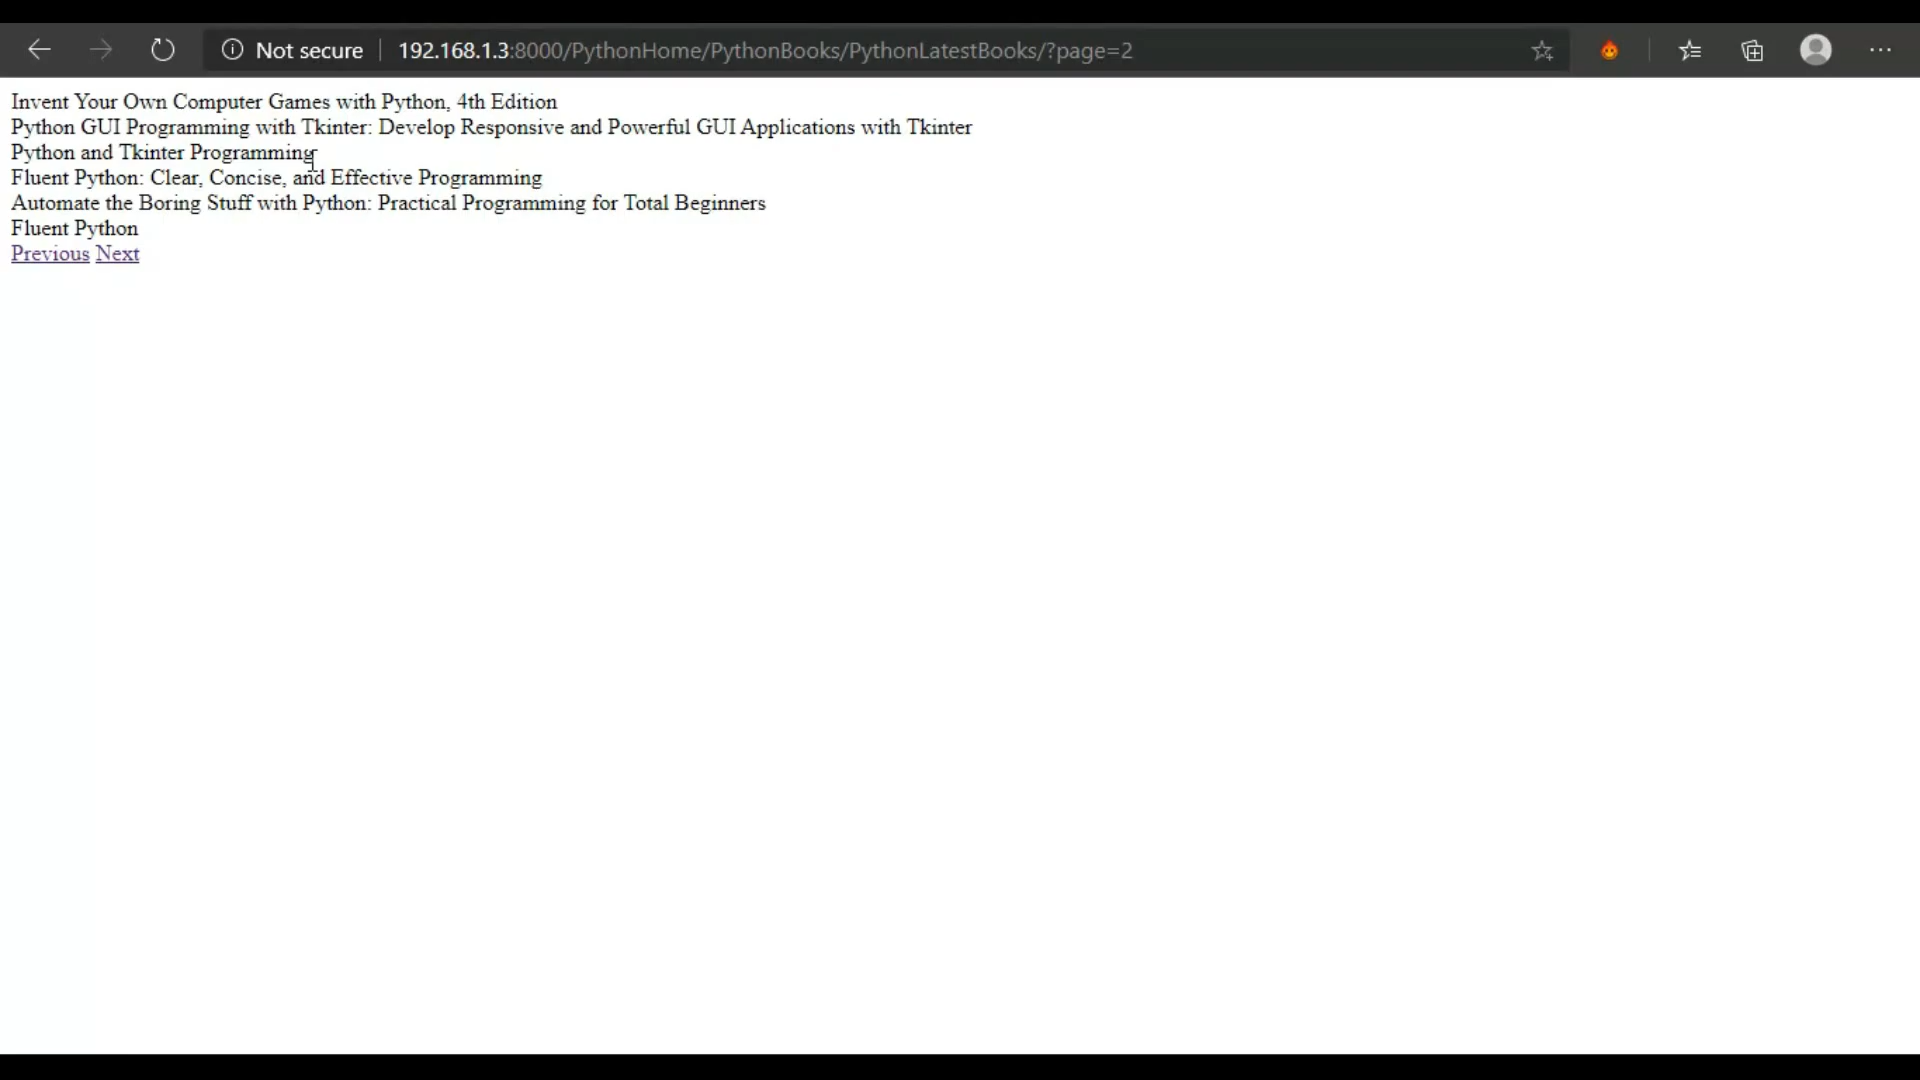 Not secure 192.168.1.3:8000/PythonHome/PythonBooks/PythonLatestBooks/?page=2
Invent Your Own Computer Games with Python, 4th Edition
Python GUI Programming with Tkinter: Develop Responsive and Powerful GUI Applications with Tkinter
Python and Tkinter Programming
Fluent Python: Clear, Concise, and Effective Programming
Automate the Boring Stuff with Python: Practical Programming for Total Beginners
Fluent Python
Previous Next